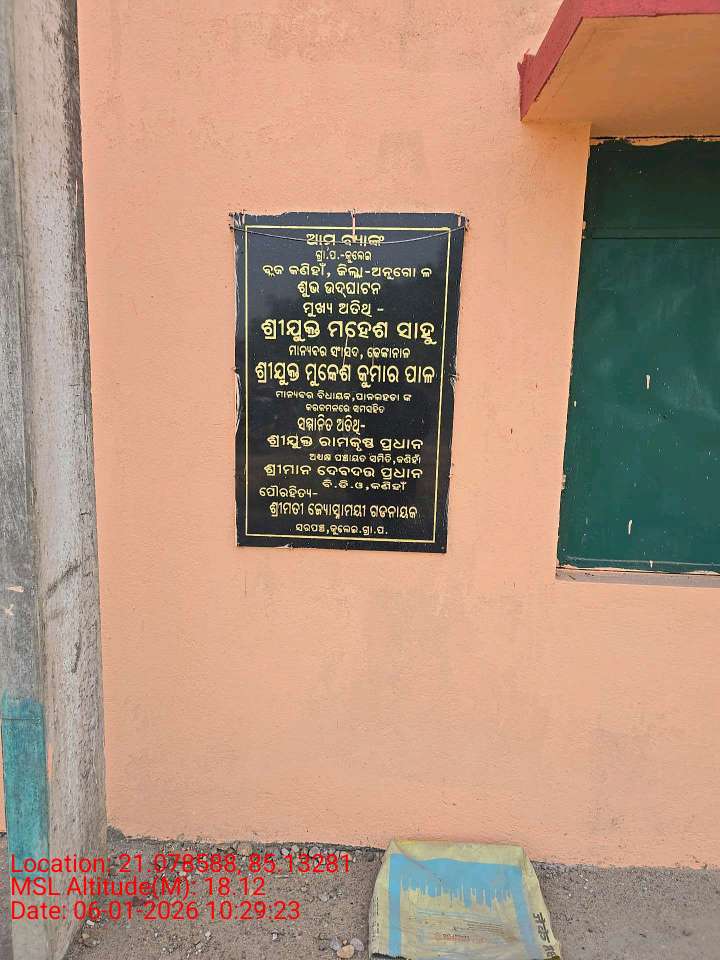 ଆମ ବ୍ୟାଙ୍କ
ଗ୍ରା.ପ.-କୁଲେଇ
ବ୍ଲକ କଣିହାଁ, ଜିଲ୍ଲା-ଅନୁଗୋଳ
ଶୁଭ ଉଦ୍‌ଘାଟନ
ମୁଖ୍ୟ ଅତିଥି -
ଶ୍ରୀଯୁକ୍ତ ମହେଶ ସାହୁ
ମାନ୍ୟବର ସାଂସଦ, ଢେଙ୍କାନାଳ
ଶ୍ରୀଯୁକ୍ତ ମୁକେଶ କୁମାର ପାଳ
ମାନ୍ୟବର ବିଧାୟକ,ପାଳଲହଡା ଙ୍କ
କରକମଳରେ ସମାହିତ
ସମ୍ମାନିତ ଅତିଥି-
ଶ୍ରୀଯୁକ୍ତ ରାମକୃଷ ପ୍ରଧାନ
ଅଧକ୍ଷ ପଞ୍ଚାୟତ ସମିତି,କଣିହାଁ
ଶ୍ରୀମାନ ଦେବଦତ୍ତ ପ୍ରଧାନ
ବି.ଡି.ଓ,କଣିହାଁ
ପୌରହିତ୍ୟ-
ଶ୍ରୀମତୀ ଜ୍ୟୋସ୍ନାମୟୀ ଗଡନାୟକ
ସରପଞ୍ଚ,କୁଲେଇ.ଗ୍ରା.ପ.
Location: 21.078588, 85.13281
MSL Altitude(M): 18.12
Date: 06-01-2026 10:29:23